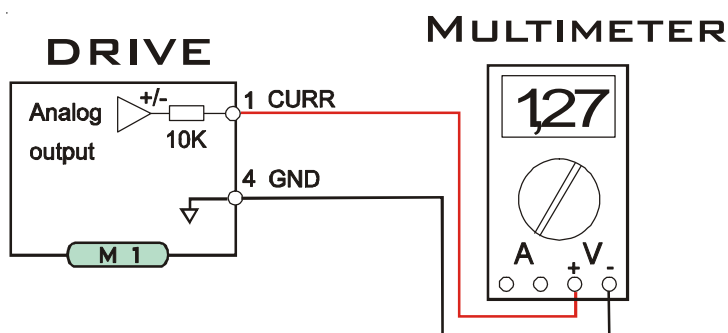 MULTIMETER
DRIVE
Analog
output
+/-
10K
1 CURR
4 GND
M 1
1,27
A V
+ -